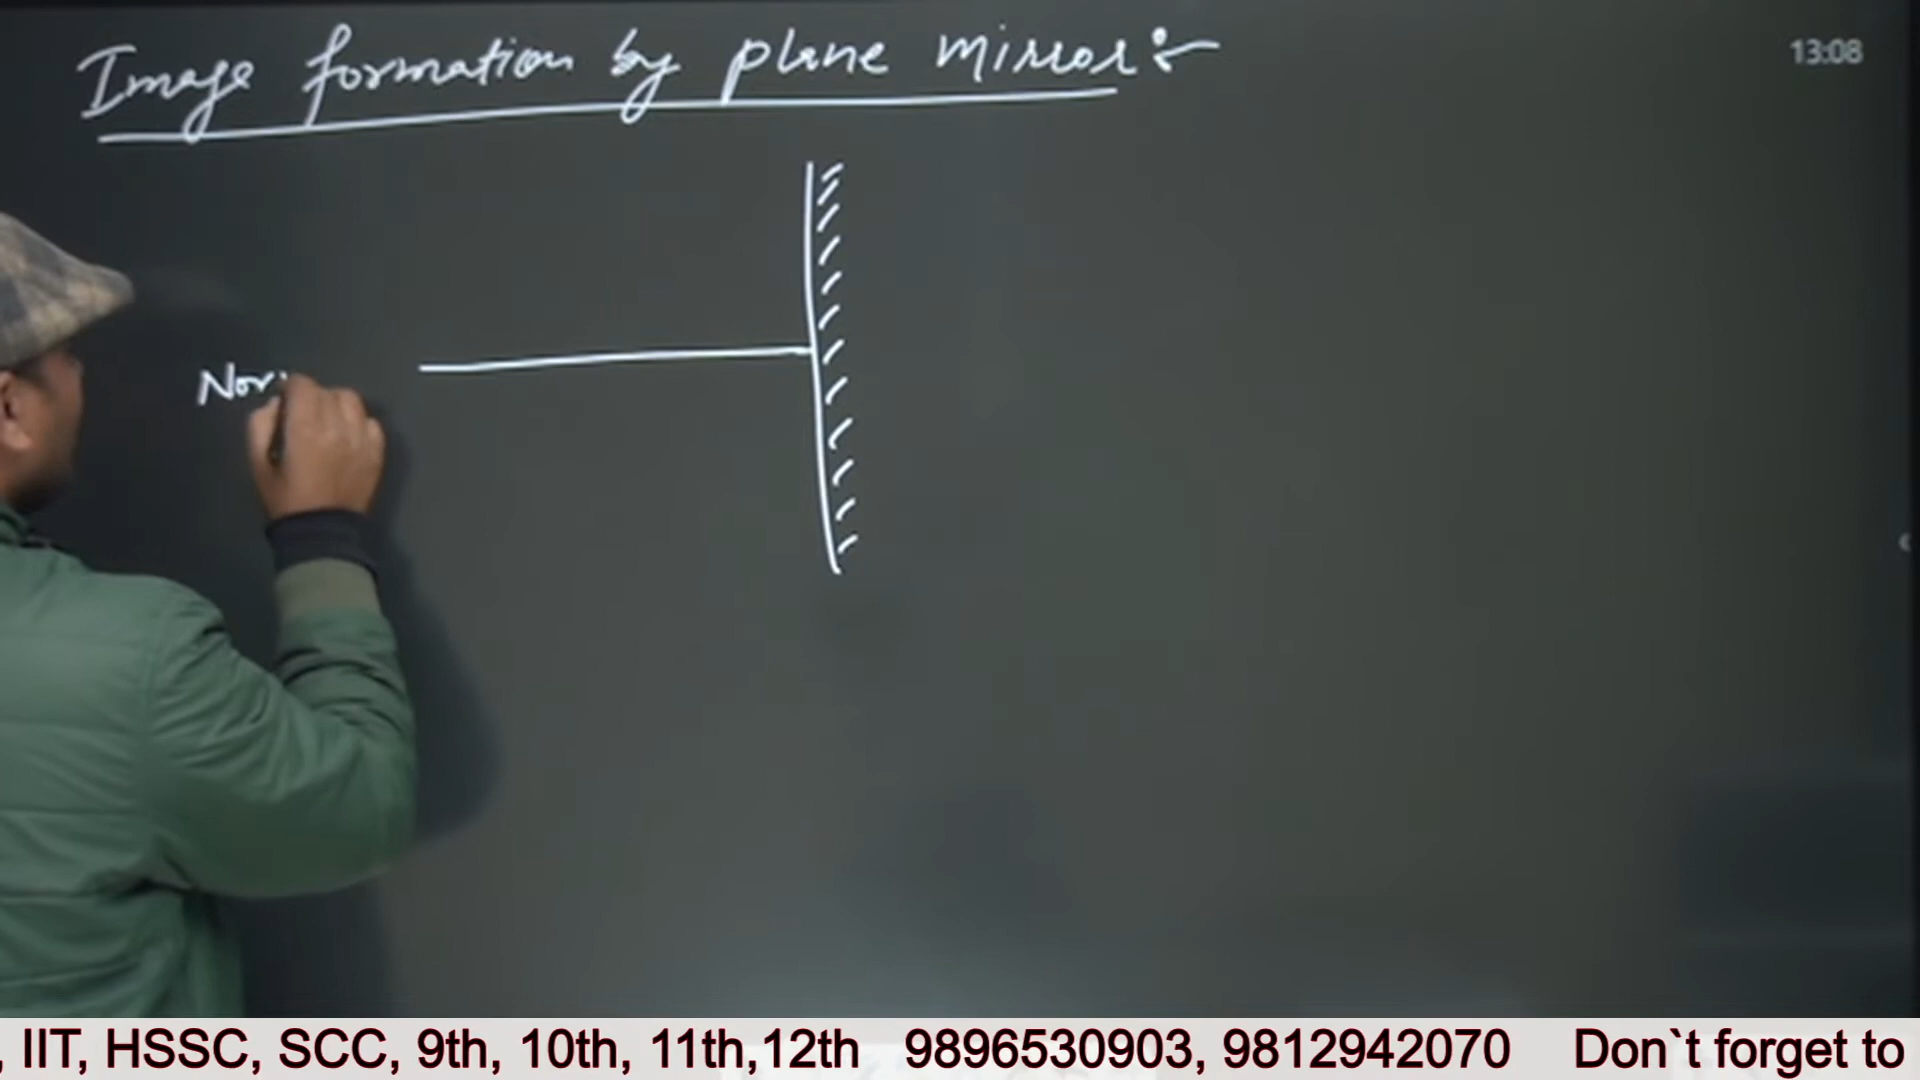 Image formation by plane mirror :-
13:08
Nor
, IIT, HSSC, SCC, 9th, 10th, 11th,12th 9896530903, 9812942070 Don`t forget to